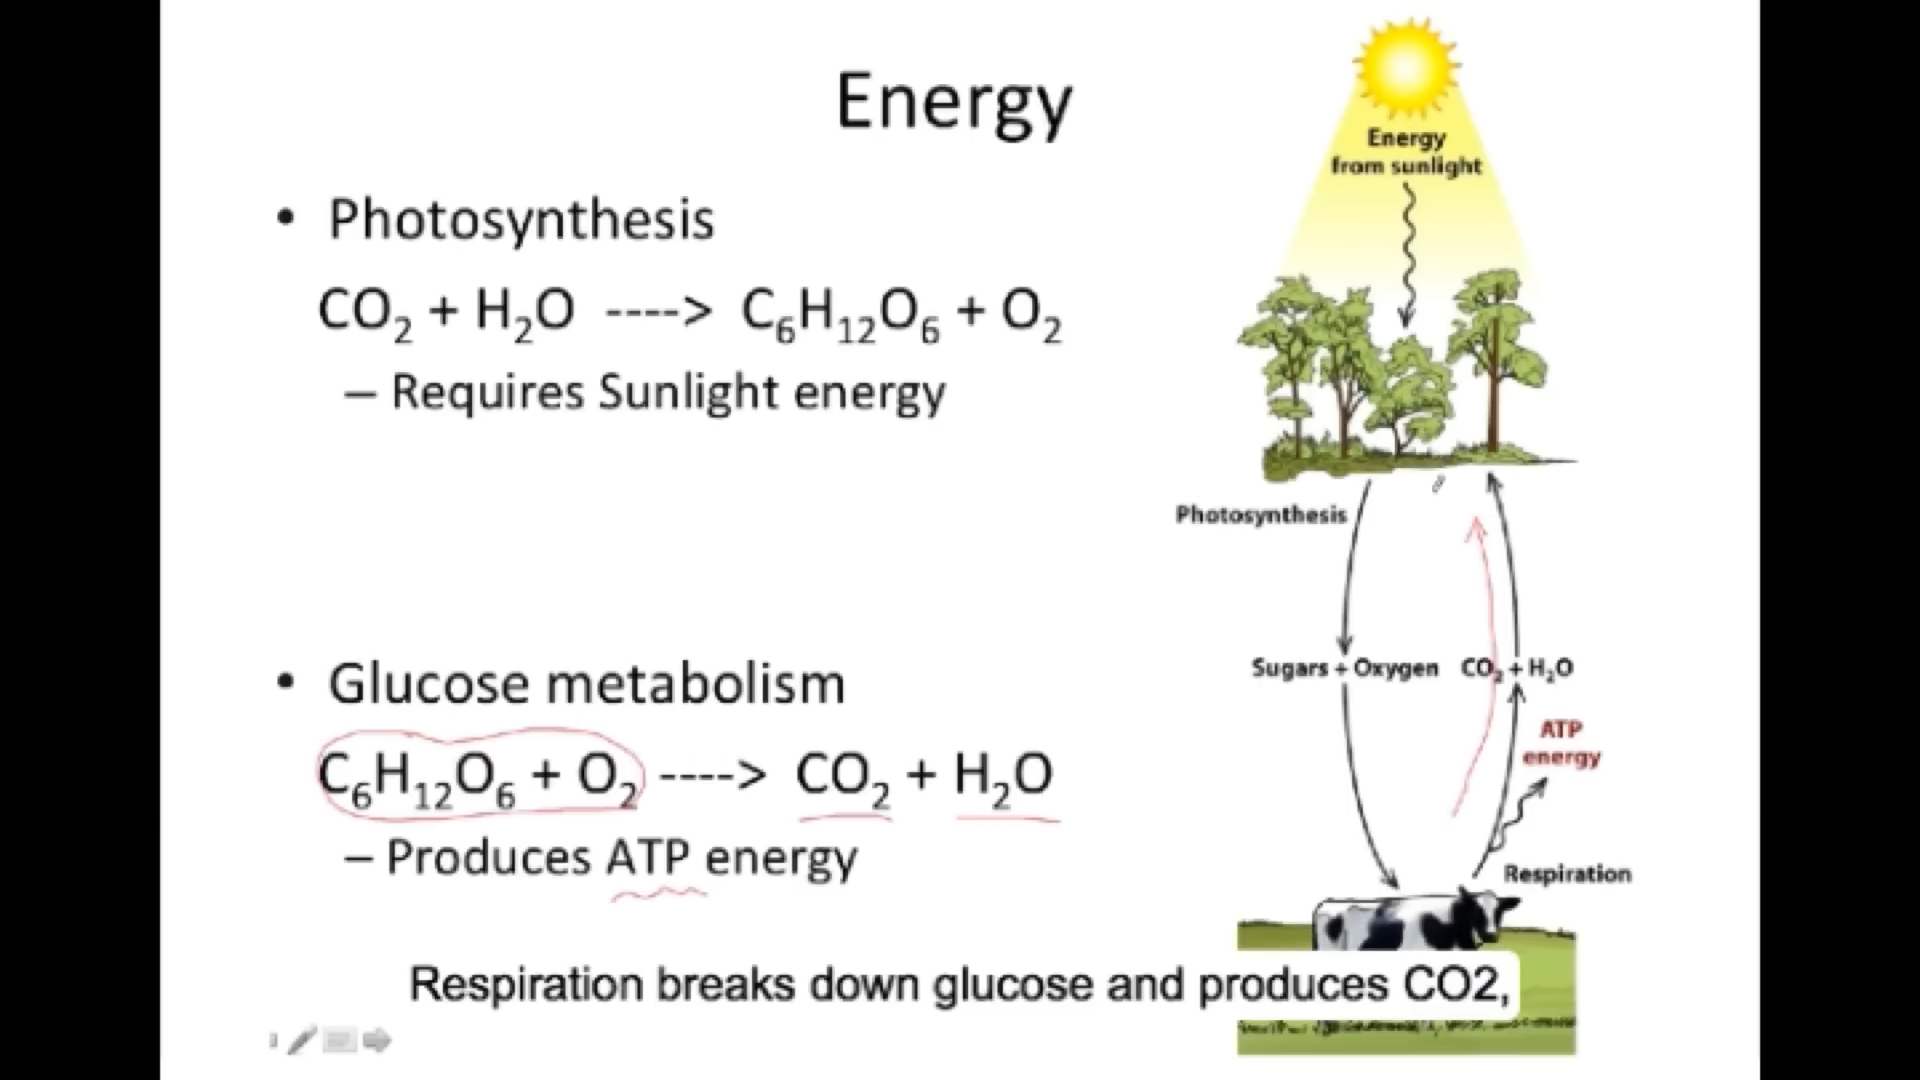 Energy
• Photosynthesis
CO₂ + H₂O ----> C₆H₁₂O₆ + O₂
– Requires Sunlight energy
• Glucose metabolism
C₆H₁₂O₆ + O₂ ----> CO₂ + H₂O
– Produces ATP energy
Energy
from sunlight
Photosynthesis
Sugars + Oxygen CO₂ + H₂O
ATP
energy
Respiration
Respiration breaks down glucose and produces CO2,